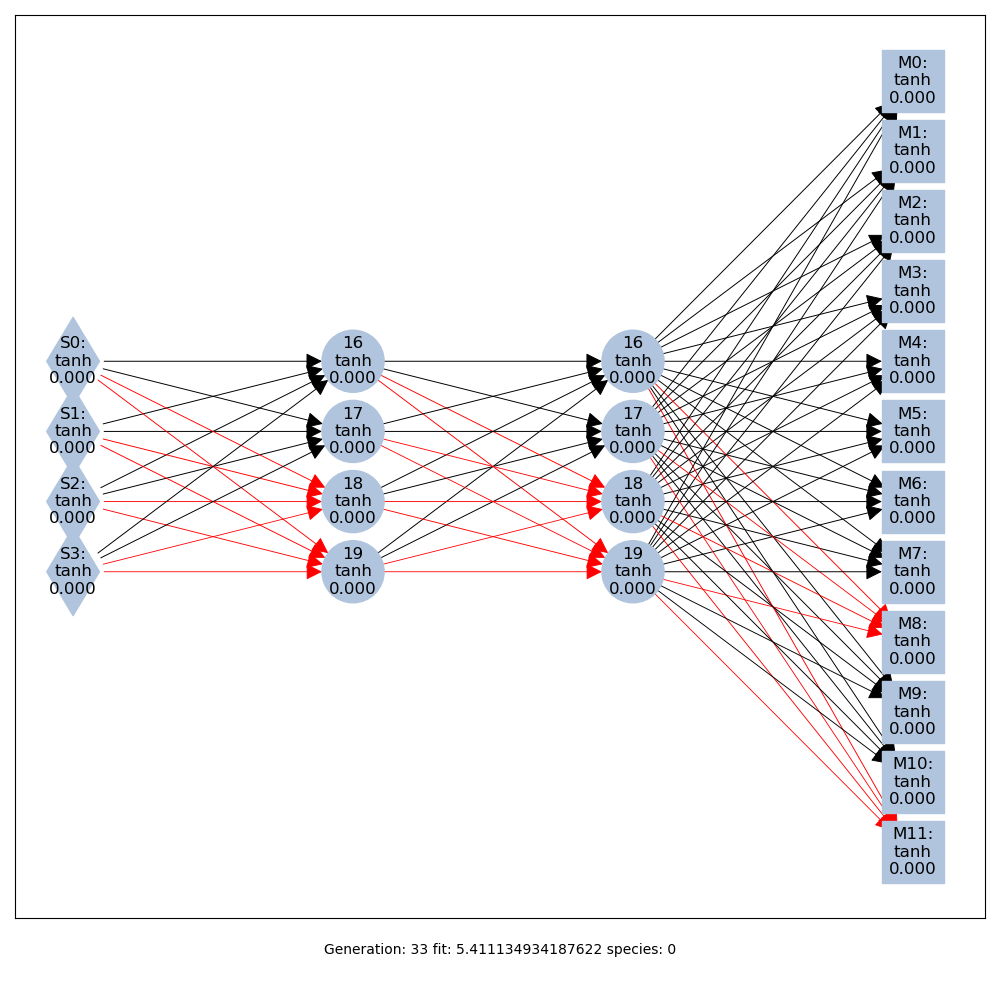 S0:
tanh
0.000
S1:
tanh
0.000
S2:
tanh
0.000
S3:
tanh
0.000
16
tanh
0.000
17
tanh
0.000
18
tanh
0.000
19
tanh
0.000
16
tanh
0.000
17
tanh
0.000
18
tanh
0.000
19
tanh
0.000
M0:
tanh
0.000
M1:
tanh
0.000
M2:
tanh
0.000
M3:
tanh
0.000
M4:
tanh
0.000
M5:
tanh
0.000
M6:
tanh
0.000
M7:
tanh
0.000
M8:
tanh
0.000
M9:
tanh
0.000
M10:
tanh
0.000
M11:
tanh
0.000
Generation: 33 fit: 5.411134934187622 species: 0